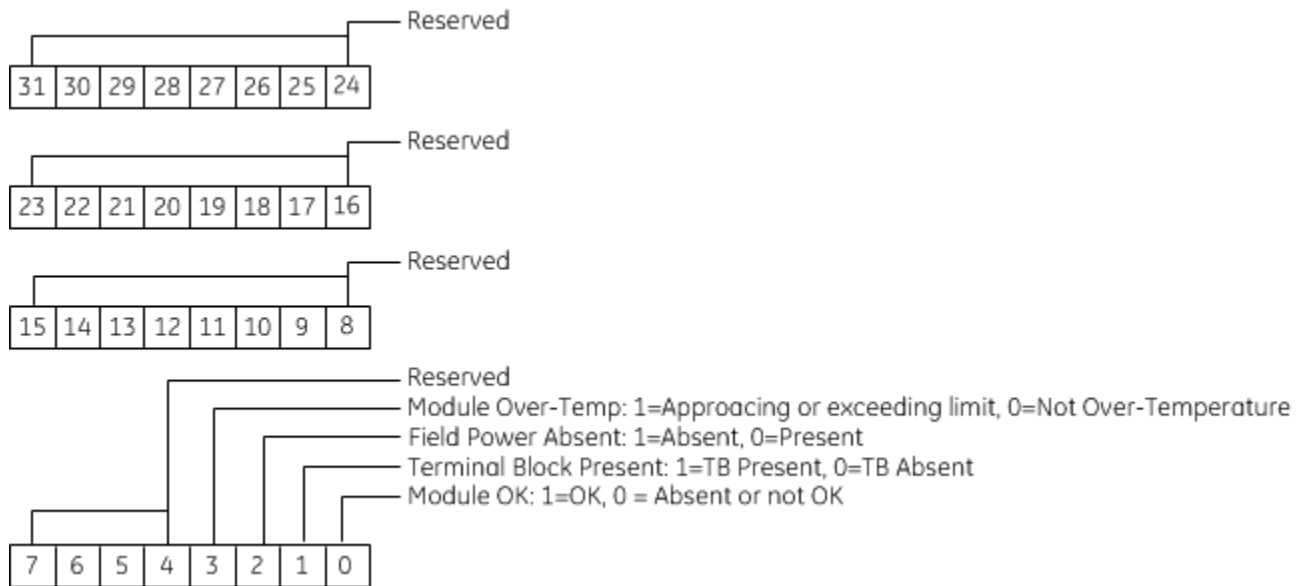 Reserved
31 30 29 28 27 26 25 24
Reserved
23 22 21 20 19 18 17 16
Reserved
15 14 13 12 11 10 9 8
Reserved
Module Over-Temp: 1=Approacing or exceeding limit, 0=Not Over-Temperature
Field Power Absent: 1=Absent, 0=Present
Terminal Block Present: 1=TB Present, 0=TB Absent
Module OK: 1=OK, 0 = Absent or not OK
7 6 5 4 3 2 1 0